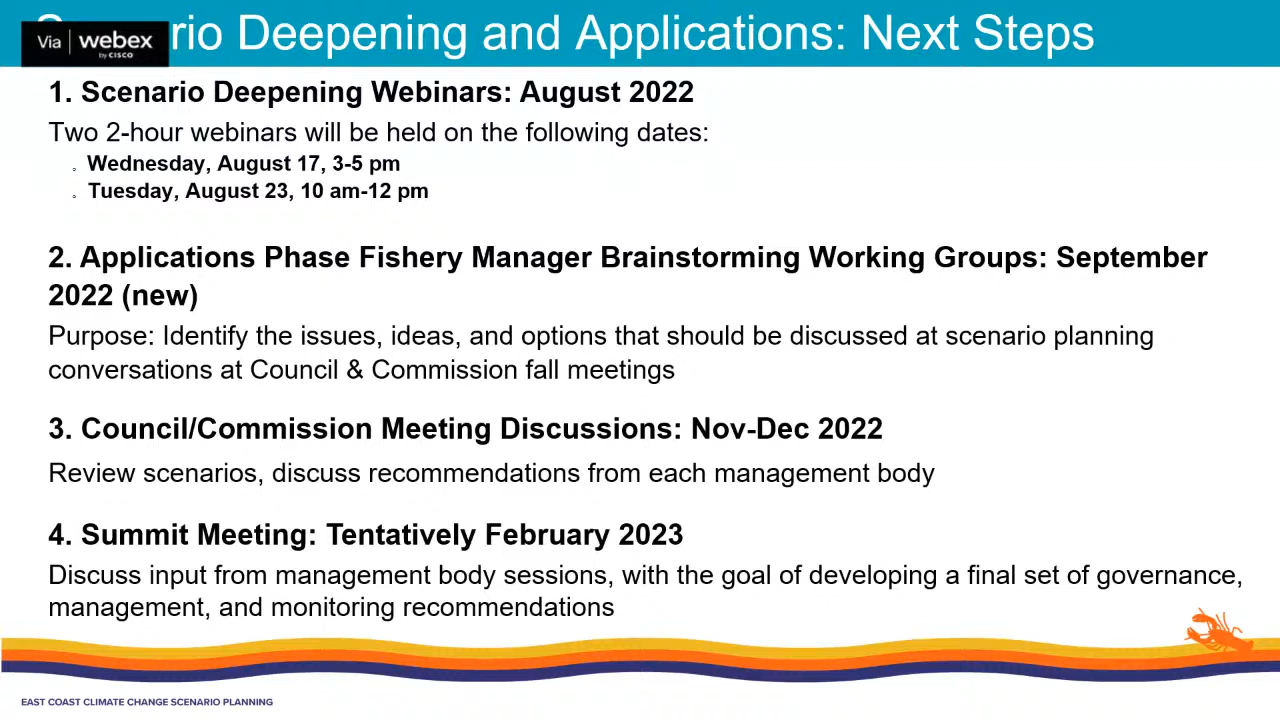 Via webex
by CISCO
rio Deepening and Applications: Next Steps
1. Scenario Deepening Webinars: August 2022
Two 2-hour webinars will be held on the following dates:
Wednesday, August 17, 3-5 pm
Tuesday, August 23, 10 am-12 pm
2. Applications Phase Fishery Manager Brainstorming Working Groups: September
2022 (new)
Purpose: Identify the issues, ideas, and options that should be discussed at scenario planning
conversations at Council & Commission fall meetings
3. Council/Commission Meeting Discussions: Nov-Dec 2022
Review scenarios, discuss recommendations from each management body
4. Summit Meeting: Tentatively February 2023
Discuss input from management body sessions, with the goal of developing a final set of governance,
management, and monitoring recommendations
EAST COAST CLIMATE CHANGE SCENARIO PLANNING